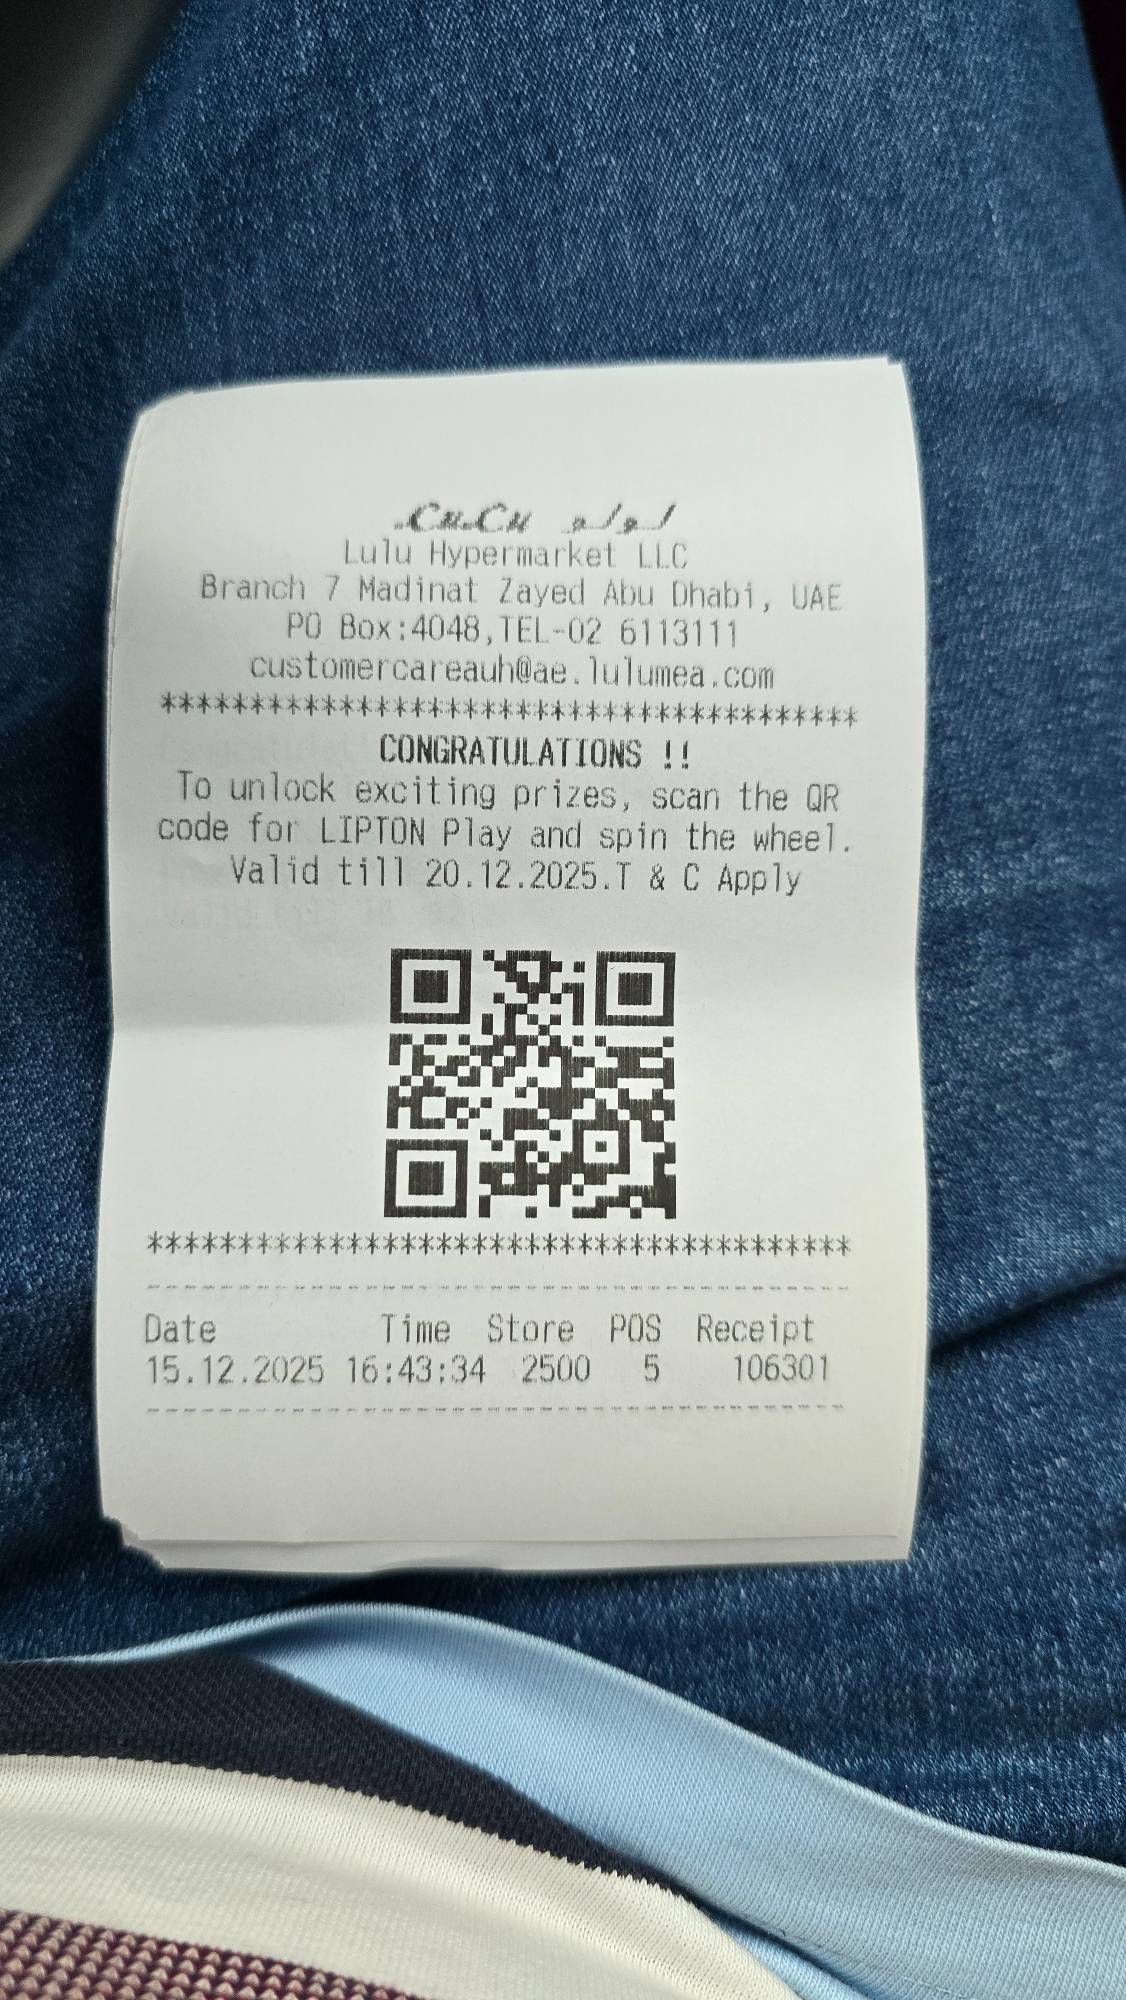 LuLu لولو
Lulu Hypermarket LLC
Branch 7 Madinat Zayed Abu Dhabi, UAE
PO Box:4048,TEL-02 6113111
customercareauh@ae.lulumea.com
****************************************
CONGRATULATIONS !!
To unlock exciting prizes, scan the QR
code for LIPTON Play and spin the wheel.
Valid till 20.12.2025.T & C Apply
****************************************
----------------------------------------
Date Time Store POS Receipt
15.12.2025 16:43:34 2500 5 106301
----------------------------------------